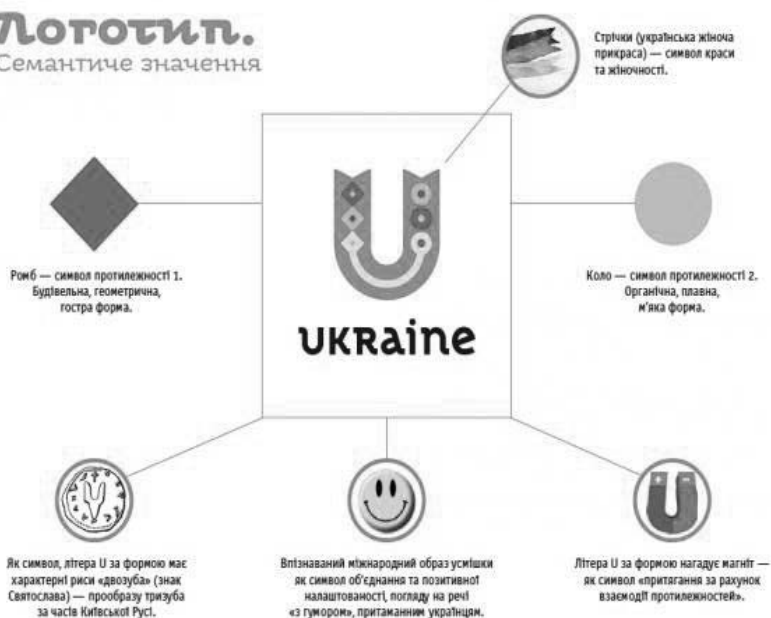 Логотип.
Семантиче значення
Стрічки (українська жіноча
прикраса) — символ краси
та жіночності.
Ромб — символ протилежності 1.
Будівельна, геометрична,
гостра форма.
Коло — символ протилежності 2.
Органічна, плавна,
м'яка форма.
UKRaine
Як символ, літера U за формою має
характерні риси «двозуба» (знак
Святослава) — прообразу тризуба
за часів Київської Русі.
Впізнаваний міжнародний образ усмішки
як символ об'єднання та позитивної
налаштованості, погляду на речі
«з гумором», притаманним українцям.
Літера U за формою нагадує магніт —
як символ «притягання за рахунок
взаємодії протилежностей».